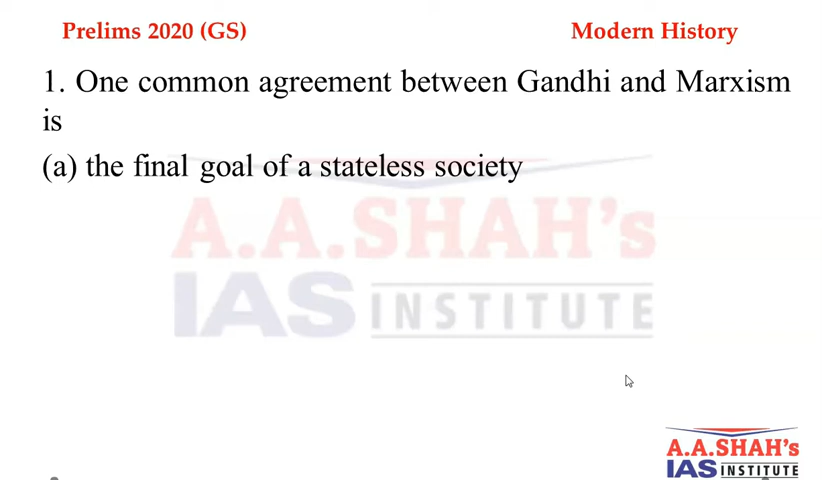 Prelims 2020 (GS) Modern History
1. One common agreement between Gandhi and Marxism
is
(a) the final goal of a stateless society
A.A.SHAH's
IAS INSTITUTE
A.A.SHAH's
IAS INSTITUTE